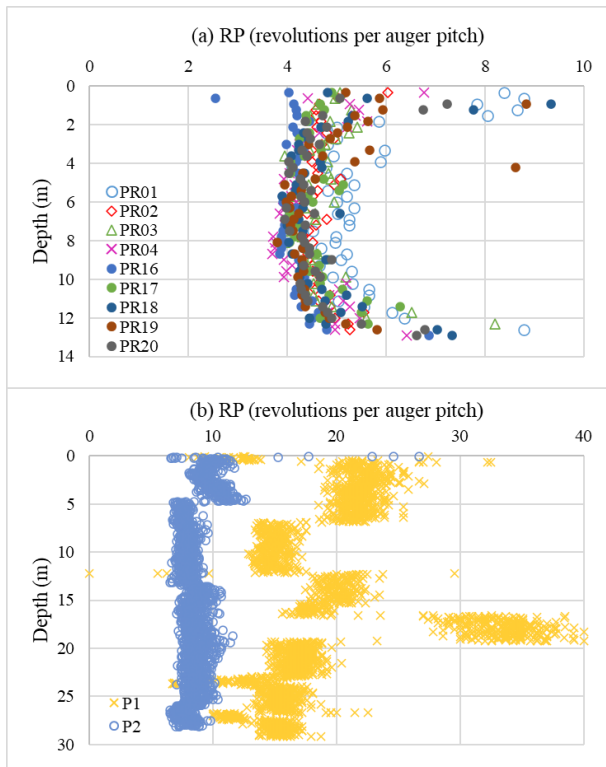 (a) RP (revolutions per auger pitch)
0 2 4 6 8 10
Depth (m)
0
2
4
6
8
10
12
14
PR01
PR02
PR03
PR04
PR16
PR17
PR18
PR19
PR20
(b) RP (revolutions per auger pitch)
0 10 20 30 40
Depth (m)
0
5
10
15
20
25
30
P1
P2